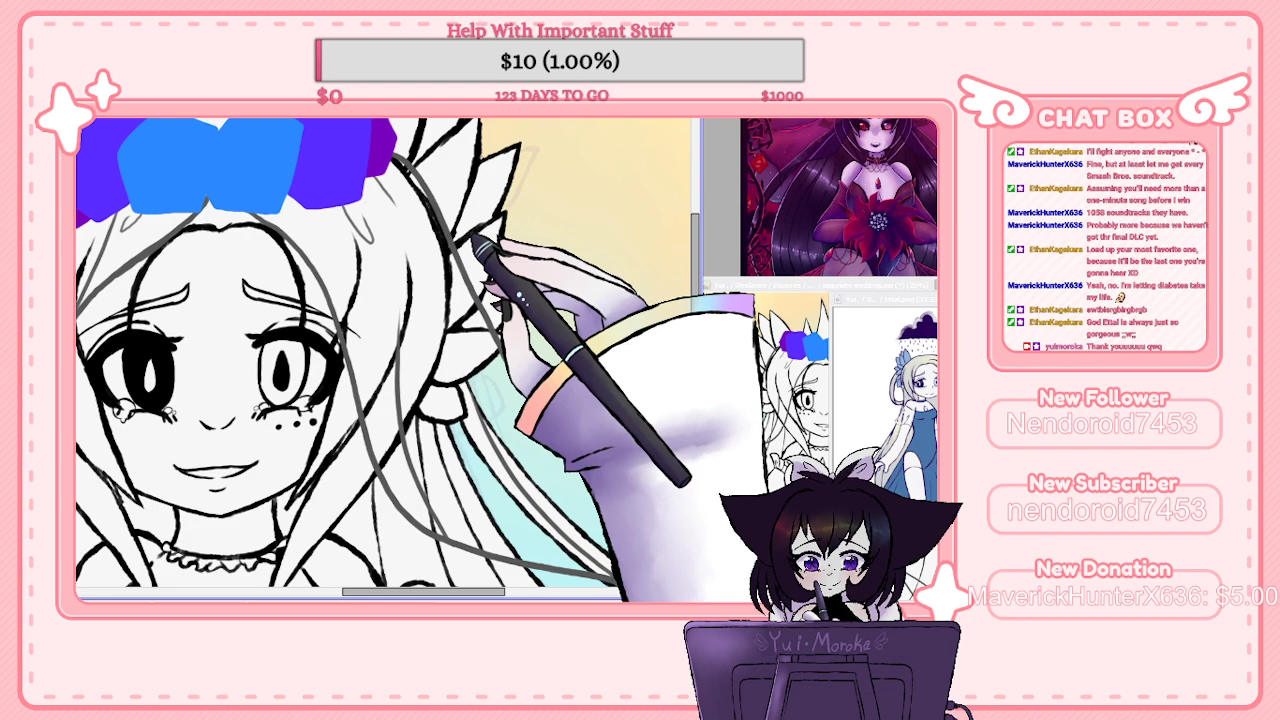 Help With Important Stuff
$10 (1.00%)
$0
123 DAYS TO GO
$1000
CHAT BOX
EthanKagekura I'll fight anyone and everyone
MaverickHunterX636 Fine, but at least let me get every
Smash Bros. soundtrack.
EthanKagekura Assuming you'll need more than a
one-minute song before I win
MaverickHunterX636 1058 soundtracks they have.
MaverickHunterX636 Probably more because we haven't
got thr final DLC yet.
EthanKagekura Load up your most favorite one,
because it'll be the last one you're
gonna hear XD
MaverickHunterX636 Yeah, no. I'm letting diabetes take
my life.
EthanKagekura
EthanKagekura God Ettal is always just so
gorgeous ;;w;;
yuimoroka Thank youuuuuu qwq
New Follower
Nendoroid7453
New Subscriber
nendoroid7453
New Donation
MaverickHunterX636: $5.00
Yui·Moroka